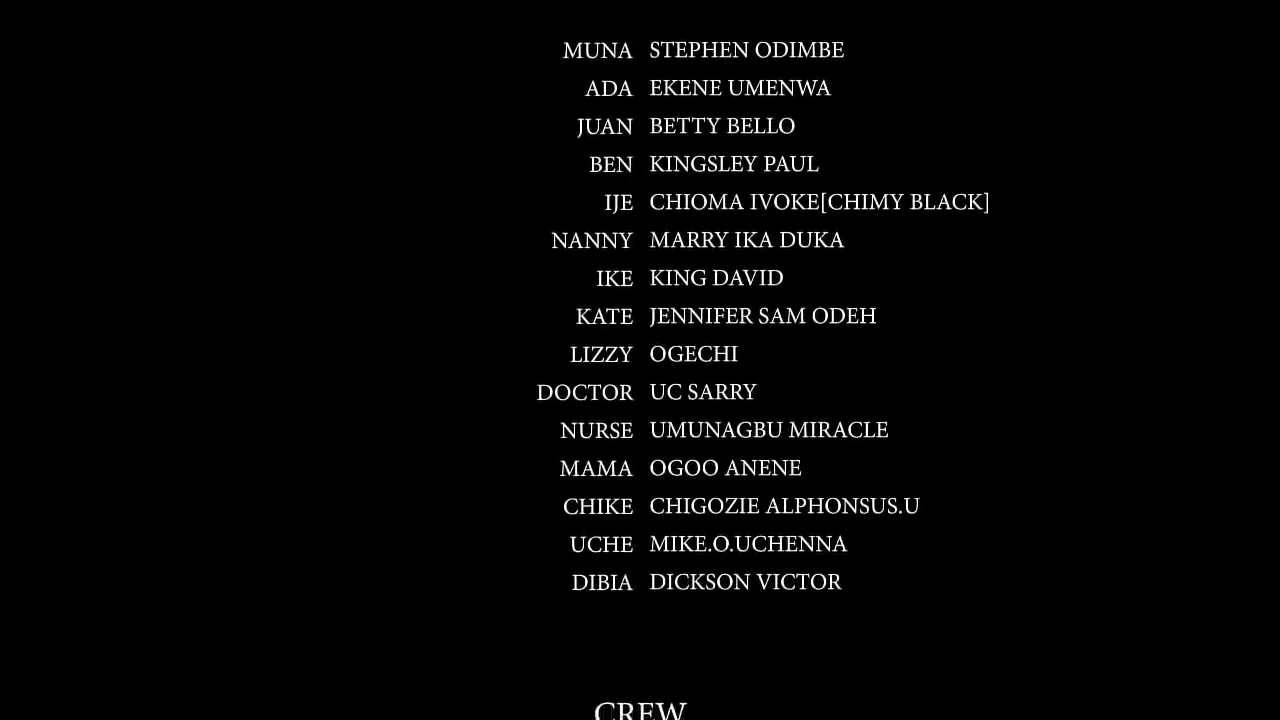 MUNA STEPHEN ODIMBE
ADA EKENE UMENWA
JUAN BETTY BELLO
BEN KINGSLEY PAUL
IJE CHIOMA IVOKE[CHIMY BLACK]
NANNY MARRY IKA DUKA
IKE KING DAVID
KATE JENNIFER SAM ODEH
LIZZY OGECHI
DOCTOR UC SARRY
NURSE UMUNAGBU MIRACLE
MAMA OGOO ANENE
CHIKE CHIGOZIE ALPHONSUS.U
UCHE MIKE.O.UCHENNA
DIBIA DICKSON VICTOR
CREW